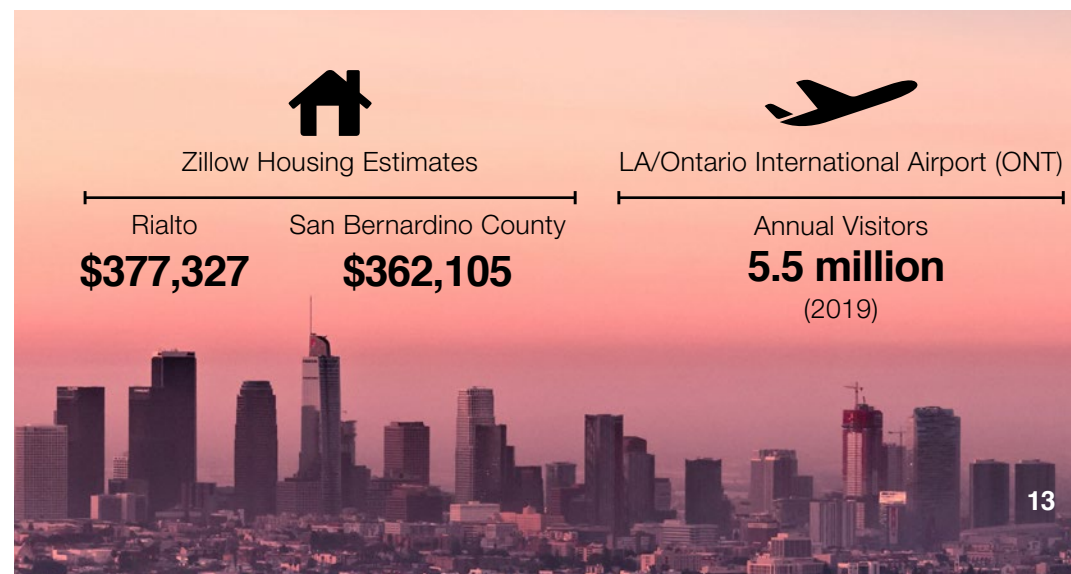 Zillow Housing Estimates
Rialto
$377,327
San Bernardino County
$362,105
LA/Ontario International Airport (ONT)
Annual Visitors
5.5 million
(2019)
13